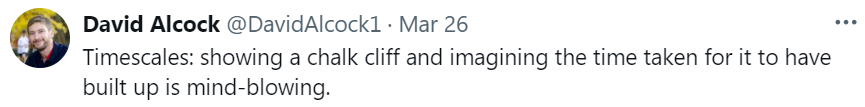 David Alcock @DavidAlcock1 · Mar 26
Timescales: showing a chalk cliff and imagining the time taken for it to have
built up is mind-blowing.